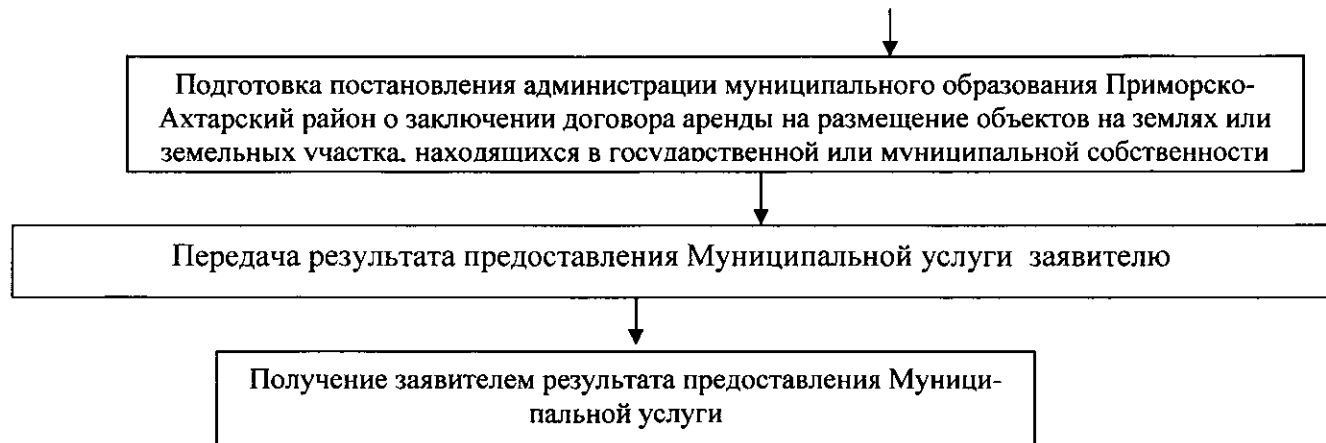 Подготовка постановления администрации муниципального образования Приморско-
Ахтарский район о заключении договора аренды на размещение объектов на землях или
земельных участка, находящихся в государственной или муниципальной собственности
Передача результата предоставления Муниципальной услуги заявителю
Получение заявителем результата предоставления Муници-
пальной услуги